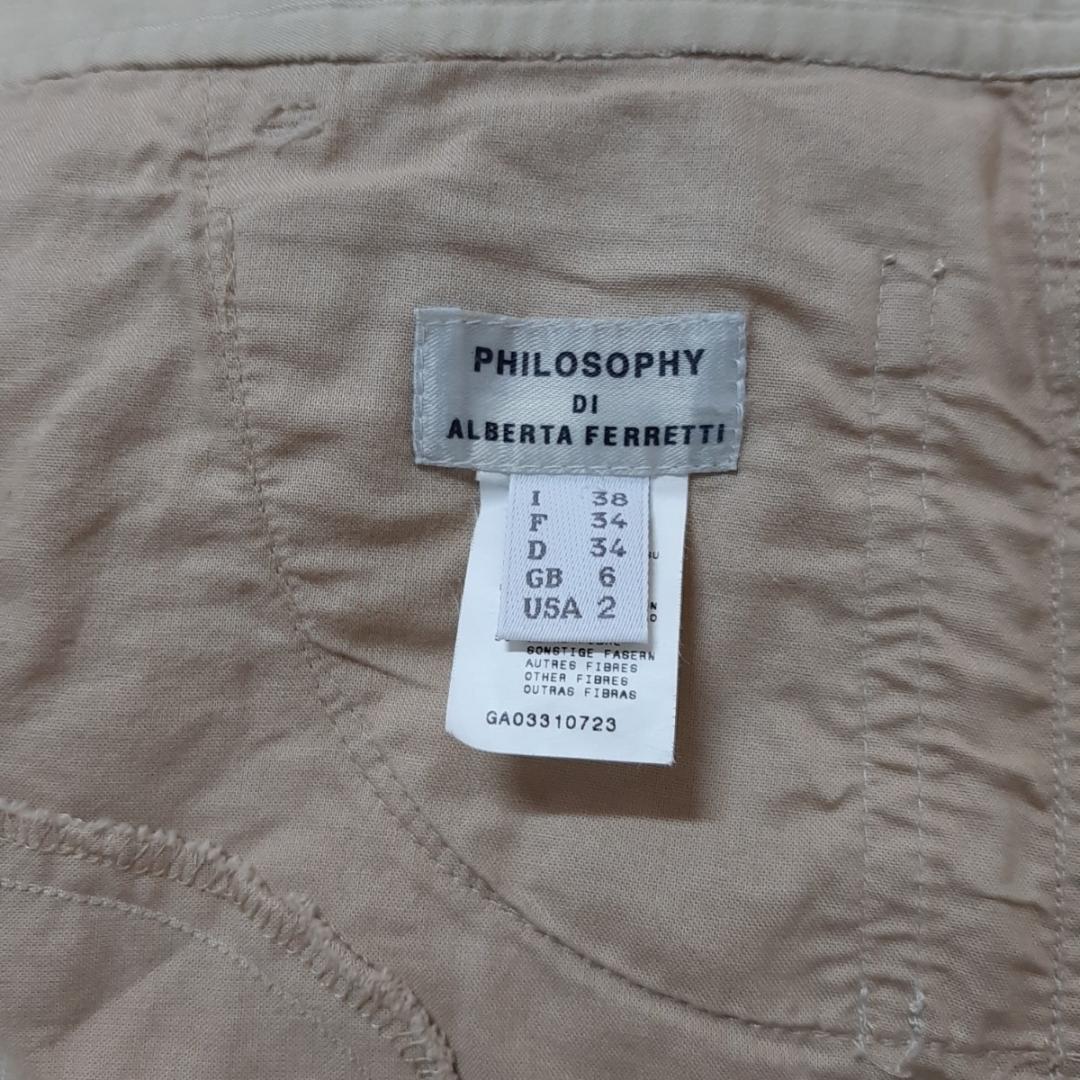 PHILOSOPHY
DI
ALBERTA FERRETTI
I 38
F 34
D 34
GB 6
USA 2
SONSTIGE FASERN
AUTRES FIBRES
OTHER FIBRES
OUTRAS FIBRAS
GA03310723